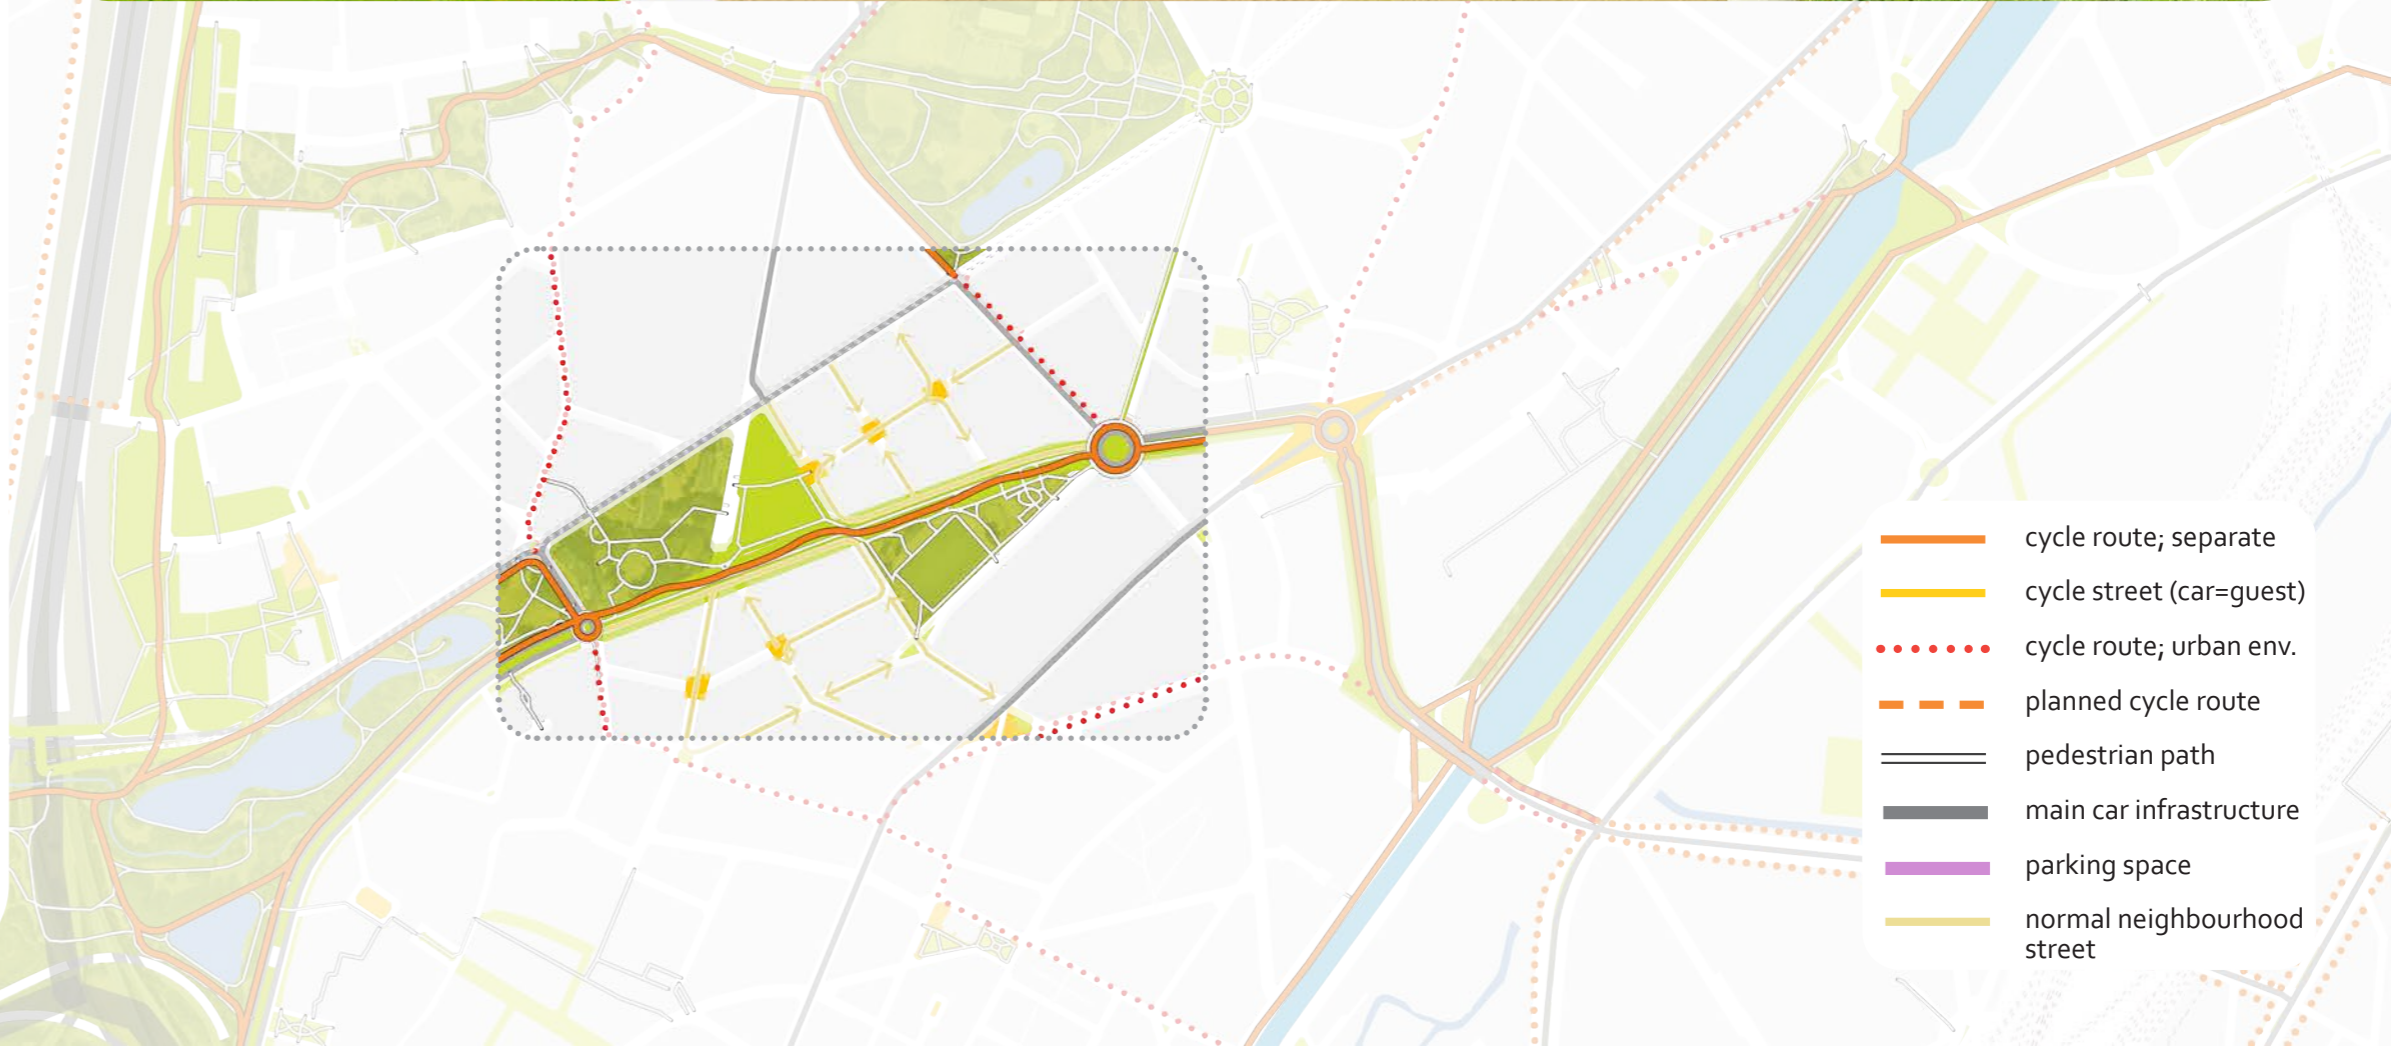 cycle route; separate
cycle street (car=guest)
cycle route; urban env.
planned cycle route
pedestrian path
main car infrastructure
parking space
normal neighbourhood
street